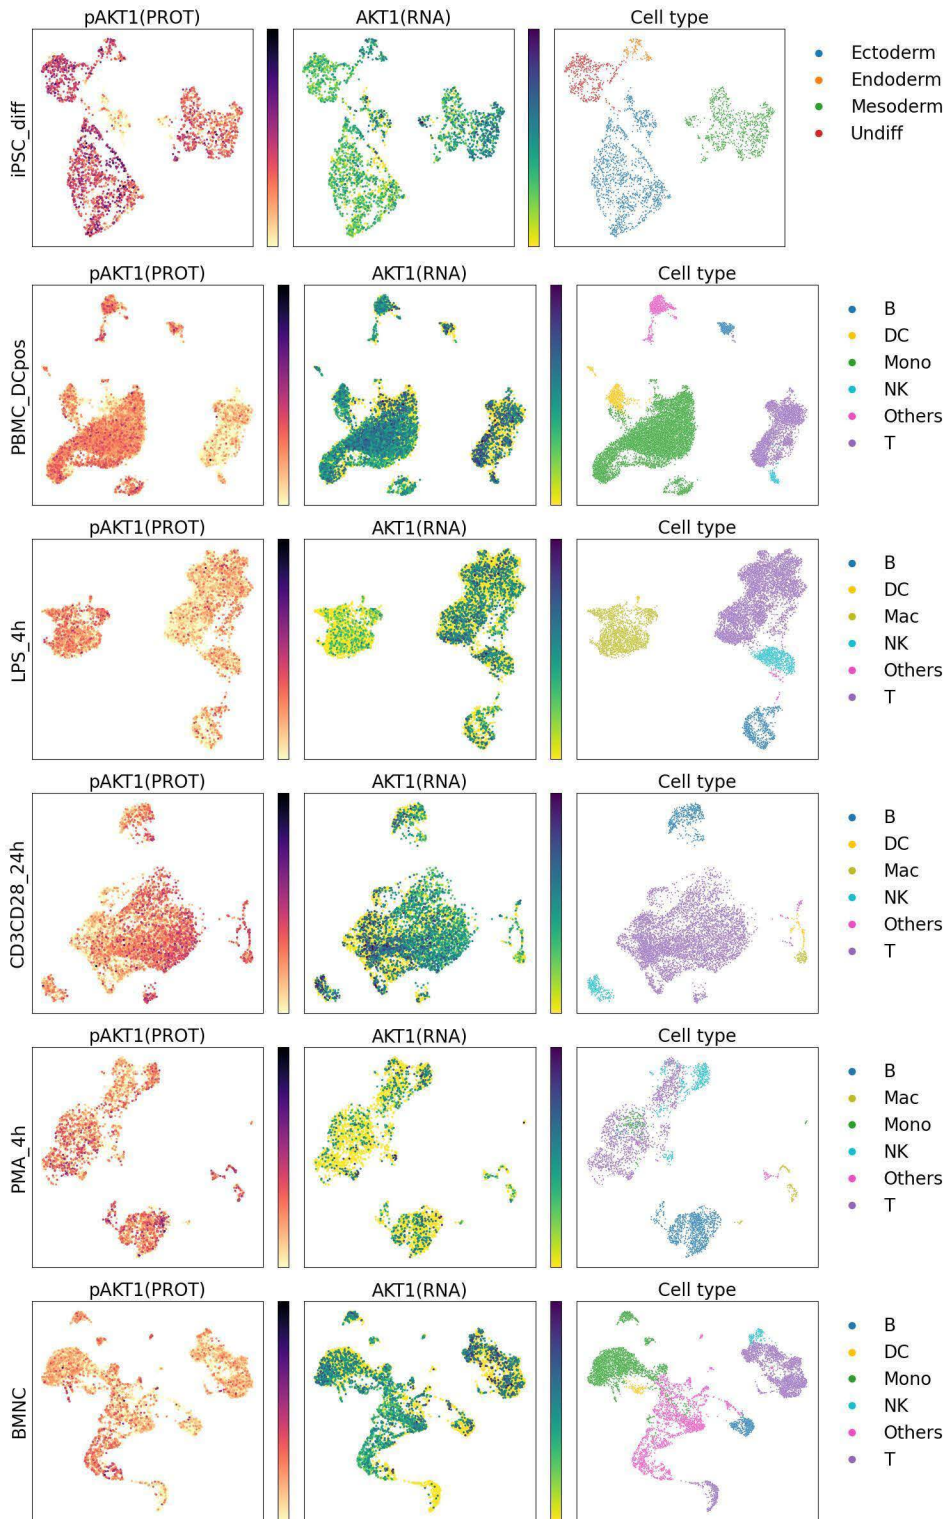 pAKT1(PROT) AKT1(RNA) Cell type
iPSC_diff
Ectoderm
Endoderm
Mesoderm
Undiff
pAKT1(PROT) AKT1(RNA) Cell type
PBMC_DCpos
B
DC
Mono
NK
Others
T
pAKT1(PROT) AKT1(RNA) Cell type
LPS_4h
B
DC
Mac
NK
Others
T
pAKT1(PROT) AKT1(RNA) Cell type
CD3CD28_24h
B
DC
Mac
NK
Others
T
pAKT1(PROT) AKT1(RNA) Cell type
PMA_4h
B
Mac
Mono
NK
Others
T
pAKT1(PROT) AKT1(RNA) Cell type
BMNC
B
DC
Mono
NK
Others
T